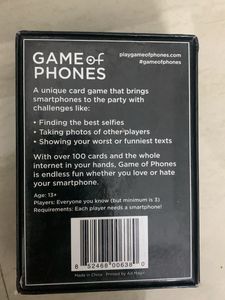 GAME OF
PHONES
playgameofphones.com
#gameofphones
A unique card game that brings
smartphones to the party with
challenges like:
• Finding the best selfies
• Taking photos of other players
• Showing your worst or funniest texts
With over 100 cards and the whole
internet in your hands, Game of Phones
is endless fun whether you love or hate
your smartphone.
Age: 13+
Players: Everyone you know (but minimum is 3)
Requirements: Each player needs a smartphone!
8 52468 00638 0
Made in China Printed by Ad Magic